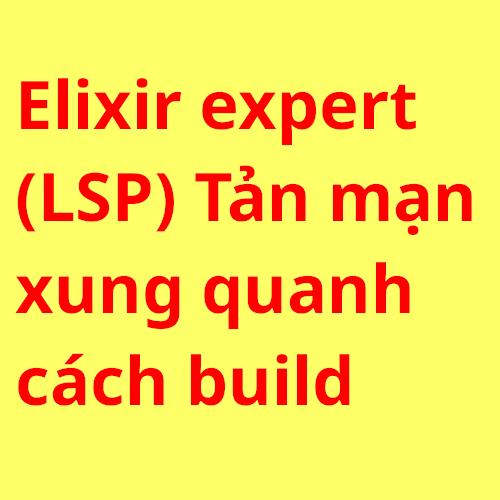 Elixir expert
(LSP) Tản mạn
xung quanh
cách build